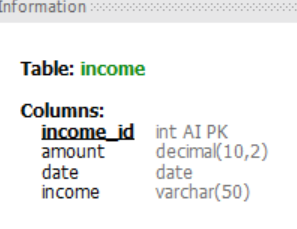 Information
Table: income
Columns:
income_id int AI PK
amount decimal(10,2)
date date
income varchar(50)